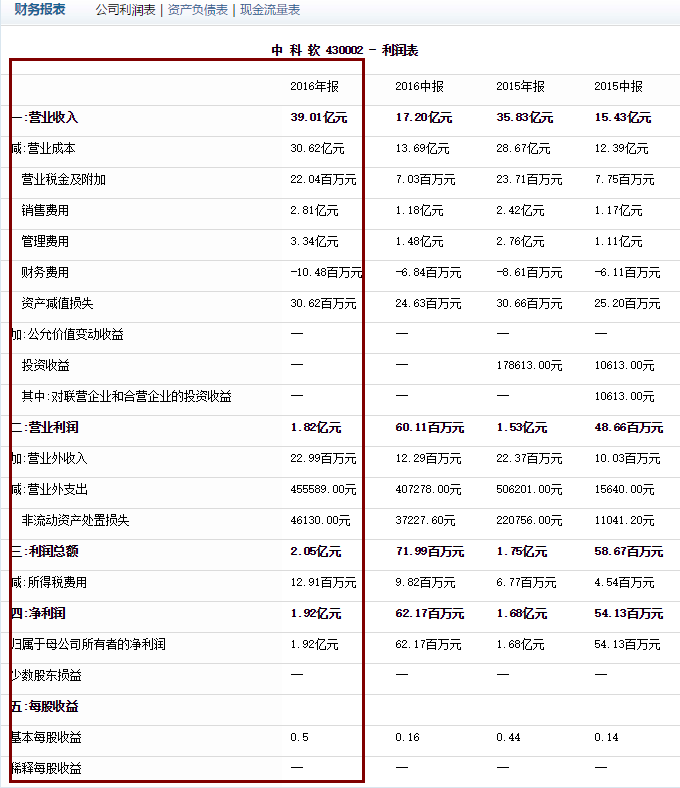 财务报表 公司利润表 | 资产负债表 | 现金流量表
中 科 软 430002 - 利润表
2016年报 2016中报 2015年报 2015中报
一:营业收入 39.01亿元 17.20亿元 35.83亿元 15.43亿元
减:营业成本 30.62亿元 13.69亿元 28.67亿元 12.39亿元
营业税金及附加 22.04百万元 7.03百万元 23.71百万元 7.75百万元
销售费用 2.81亿元 1.18亿元 2.42亿元 1.17亿元
管理费用 3.34亿元 1.48亿元 2.76亿元 1.11亿元
财务费用 -10.48百万元 -6.84百万元 -8.61百万元 -6.11百万元
资产减值损失 30.62百万元 24.63百万元 30.66百万元 25.20百万元
加:公允价值变动收益 — — — —
投资收益 — — 178613.00元 10613.00元
其中:对联营企业和合营企业的投资收益 — — — 10613.00元
二:营业利润 1.82亿元 60.11百万元 1.53亿元 48.66百万元
加:营业外收入 22.99百万元 12.29百万元 22.37百万元 10.03百万元
减:营业外支出 455589.00元 407278.00元 506201.00元 15640.00元
非流动资产处置损失 46130.00元 37227.60元 220756.00元 11041.20元
三:利润总额 2.05亿元 71.99百万元 1.75亿元 58.67百万元
减:所得税费用 12.91百万元 9.82百万元 6.77百万元 4.54百万元
四:净利润 1.92亿元 62.17百万元 1.68亿元 54.13百万元
归属于母公司所有者的净利润 1.92亿元 62.17百万元 1.68亿元 54.13百万元
少数股东损益 — — — —
五:每股收益
基本每股收益 0.5 0.16 0.44 0.14
稀释每股收益 — — — —